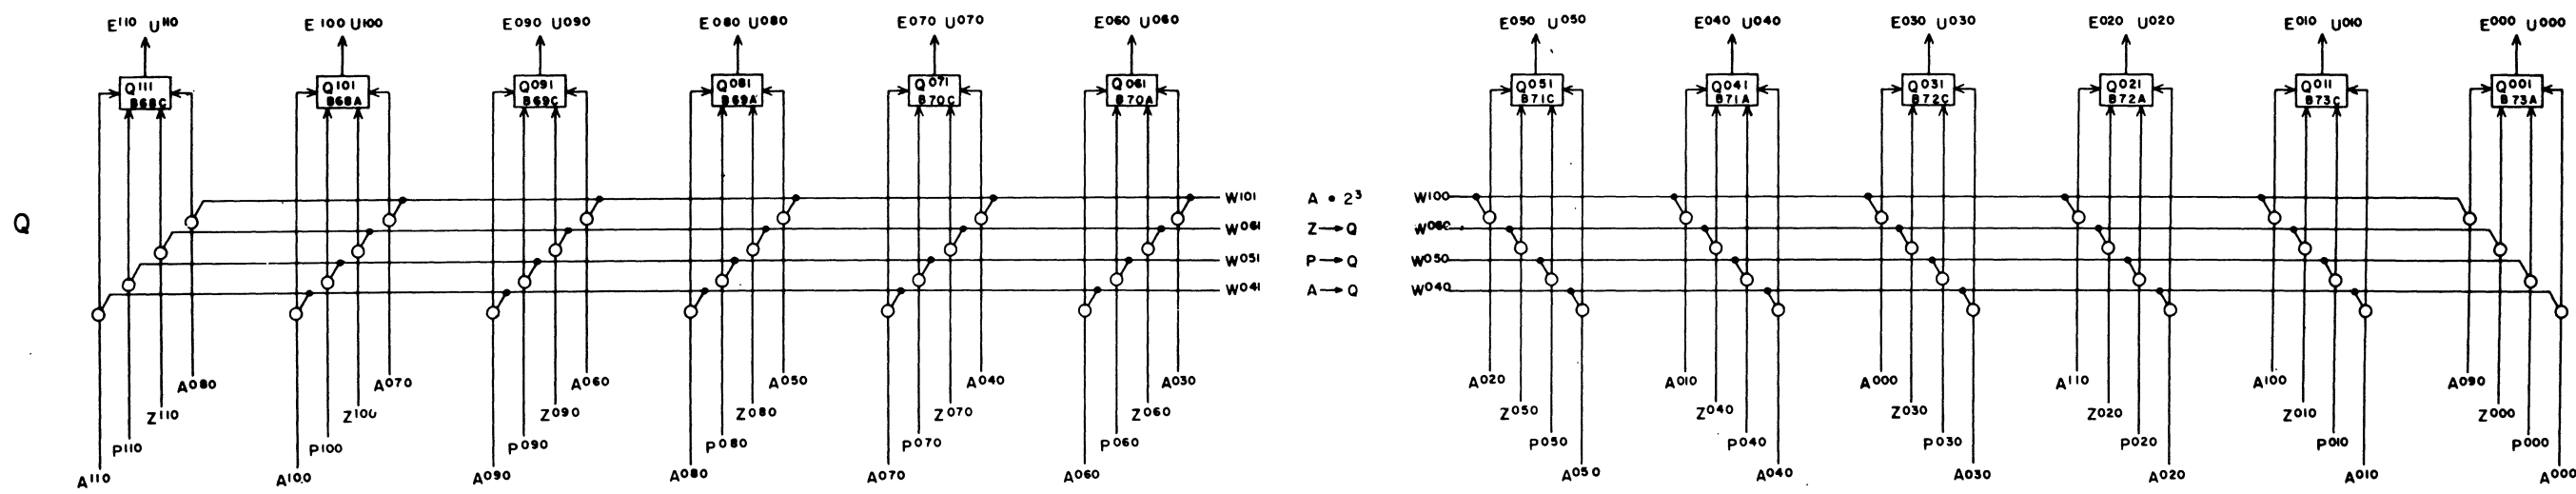 E110 U110 E100 U100 E090 U090 E080 U080 E070 U070 E060 U060 E050 U050 E040 U040 E030 U030 E020 U020 E010 U010 E000 U000
Q111 Q101 Q091 Q081 Q071 Q061 Q051 Q041 Q031 Q021 Q011 Q001
B68C B68A B69C B69A B70C B70A B71C B71A B72C B72A B73C B73A
W101 A • 2³ W100
Q
W061 Z→Q W060
W051 P→Q W050
W041 A→Q W040
A080 A070 A060 A050 A040 A030 A020 A010 A000 A110 A100 A090
Z110 Z100 Z090 Z080 Z070 Z060 Z050 Z040 Z030 Z020 Z010 Z000
P110 P100 P090 P080 P070 P060 P050 P040 P030 P020 P010 P000
A110 A100 A090 A080 A070 A060 A050 A040 A030 A020 A010 A000